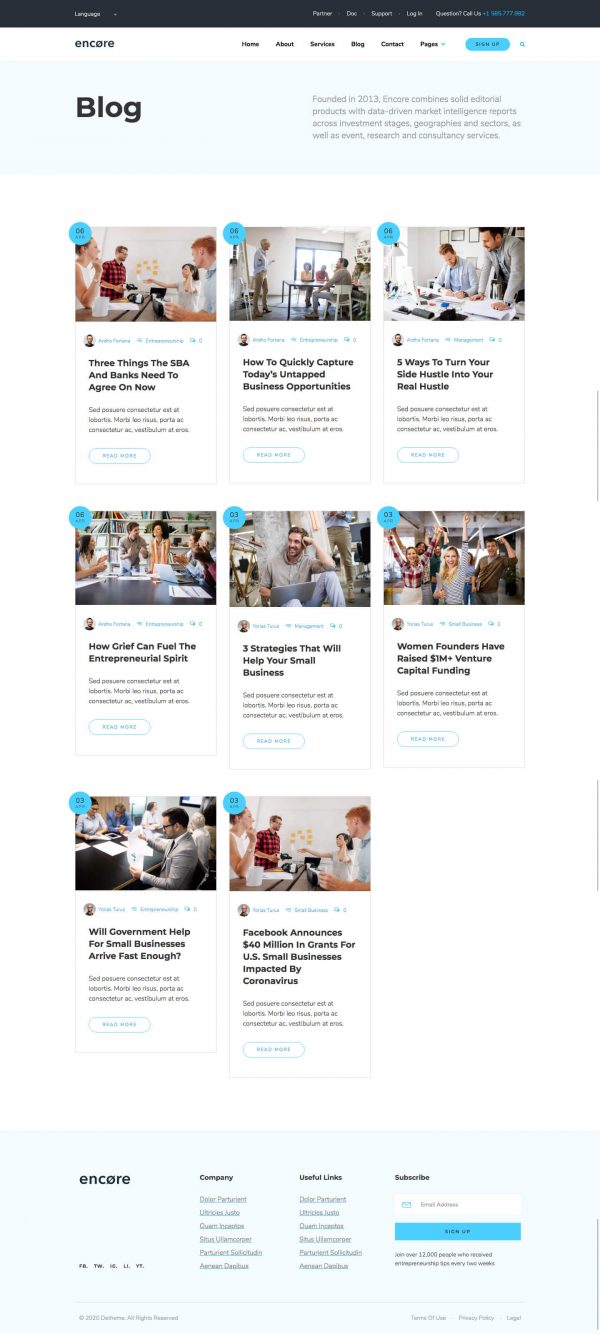 Language
Partner - Doc - Support - Log In Question? Call Us +1 585.777.982
encøre
Home About Services Blog Contact Pages SIGN UP
Blog
Founded in 2013, Encore combines solid editorial
products with data-driven market intelligence reports
across investment stages, geographies and sectors, as
well as event, research and consultancy services.
06
APR
Ardho Fortana Entrepreneurship 0
Three Things The SBA
And Banks Need To
Agree On Now
Sed posuere consectetur est at
lobortis. Morbi leo risus, porta ac
consectetur ac, vestibulum at eros.
READ MORE
06
APR
Ardho Fortana Entrepreneurship 0
How To Quickly Capture
Today's Untapped
Business Opportunities
Sed posuere consectetur est at
lobortis. Morbi leo risus, porta ac
consectetur ac, vestibulum at eros.
READ MORE
06
APR
Ardho Fortana Management 0
5 Ways To Turn Your
Side Hustle Into Your
Real Hustle
Sed posuere consectetur est at
lobortis. Morbi leo risus, porta ac
consectetur ac, vestibulum at eros.
READ MORE
06
APR
Ardho Fortana Entrepreneurship 0
How Grief Can Fuel The
Entrepreneurial Spirit
Sed posuere consectetur est at
lobortis. Morbi leo risus, porta ac
consectetur ac, vestibulum at eros.
READ MORE
03
APR
Yonas Turus Management 0
3 Strategies That Will
Help Your Small
Business
Sed posuere consectetur est at
lobortis. Morbi leo risus, porta ac
consectetur ac, vestibulum at eros.
READ MORE
03
APR
Yonas Turus Small Business 0
Women Founders Have
Raised $1M+ Venture
Capital Funding
Sed posuere consectetur est at
lobortis. Morbi leo risus, porta ac
consectetur ac, vestibulum at eros.
READ MORE
03
APR
Yonas Turus Entrepreneurship 0
Will Government Help
For Small Businesses
Arrive Fast Enough?
Sed posuere consectetur est at
lobortis. Morbi leo risus, porta ac
consectetur ac, vestibulum at eros.
READ MORE
03
APR
Yonas Turus Small Business 0
Facebook Announces
$40 Million In Grants For
U.S. Small Businesses
Impacted By
Coronavirus
Sed posuere consectetur est at
lobortis. Morbi leo risus, porta ac
consectetur ac, vestibulum at eros.
READ MORE
encøre
FB. TW. IG. LI. YT.
Company
Dolor Parturient
Ultricies Justo
Quam Inceptos
Situs Ullamcorper
Parturient Sollicitudin
Aenean Dapibus
Useful Links
Dolor Parturient
Ultricies Justo
Quam Inceptos
Situs Ullamcorper
Parturient Sollicitudin
Aenean Dapibus
Subscribe
Email Address
SIGN UP
Join over 12,000 people who received
entrepreneurship tips every two weeks
© 2020 Detheme. All Rights Reserved
Terms Of Use - Privacy Policy - Legal